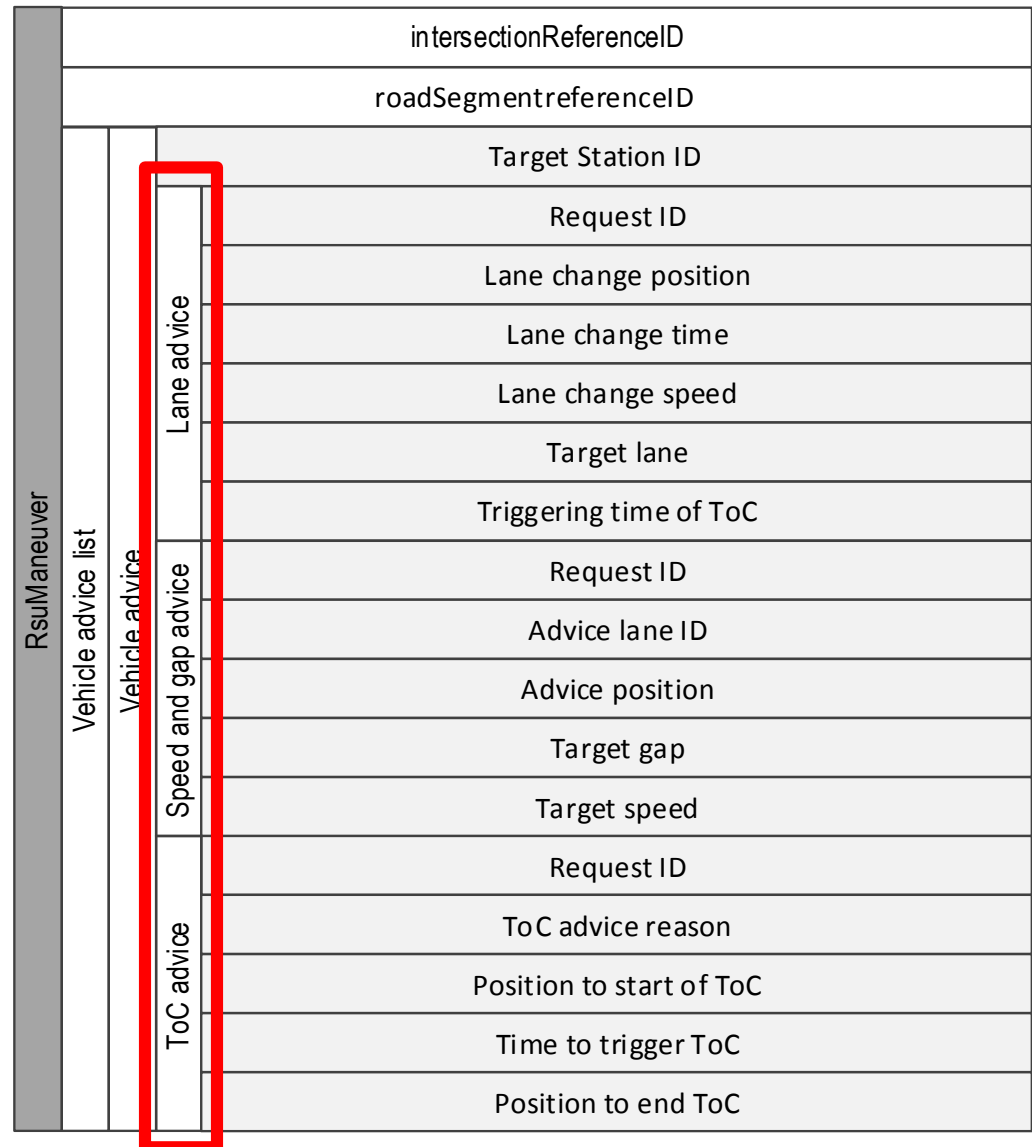 intersectionReferenceID
roadSegmentreferenceID
Target Station ID
Request ID
Lane change position
Lane change time
Lane change speed
Target lane
Triggering time of ToC
Request ID
Advice lane ID
Advice position
Target gap
Target speed
Request ID
ToC advice reason
Position to start of ToC
Time to trigger ToC
Position to end ToC
RsuManeuver
Vehicle advice list
Vehicle advice
Lane advice
Speed and gap advice
ToC advice